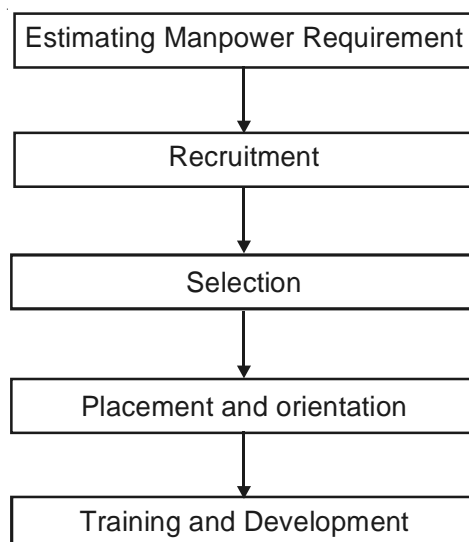 Estimating Manpower Requirement
Recruitment
Selection
Placement and orientation
Training and Development